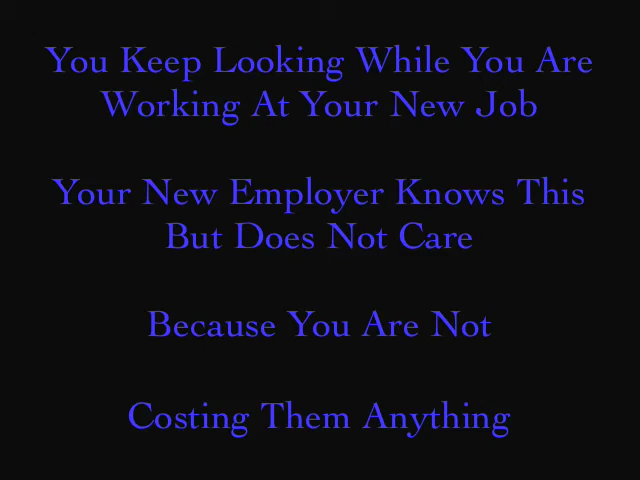 You Keep Looking While You Are
Working At Your New Job
Your New Employer Knows This
But Does Not Care
Because You Are Not
Costing Them Anything